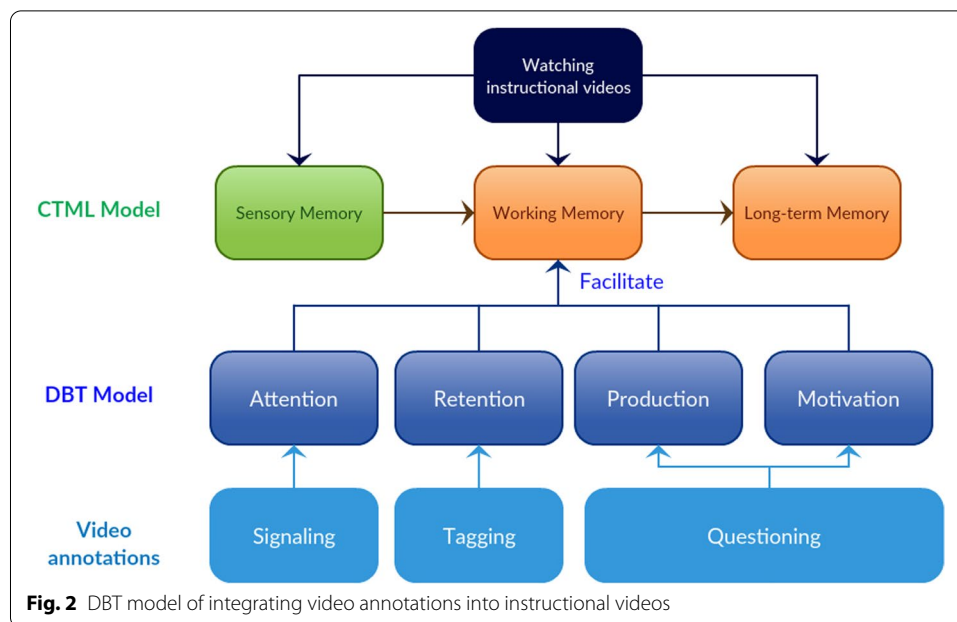 Watching
instructional videos
CTML Model
Sensory Memory
Working Memory
Long-term Memory
Facilitate
DBT Model
Attention
Retention
Production
Motivation
Video
annotations
Signaling
Tagging
Questioning
Fig. 2 DBT model of integrating video annotations into instructional videos